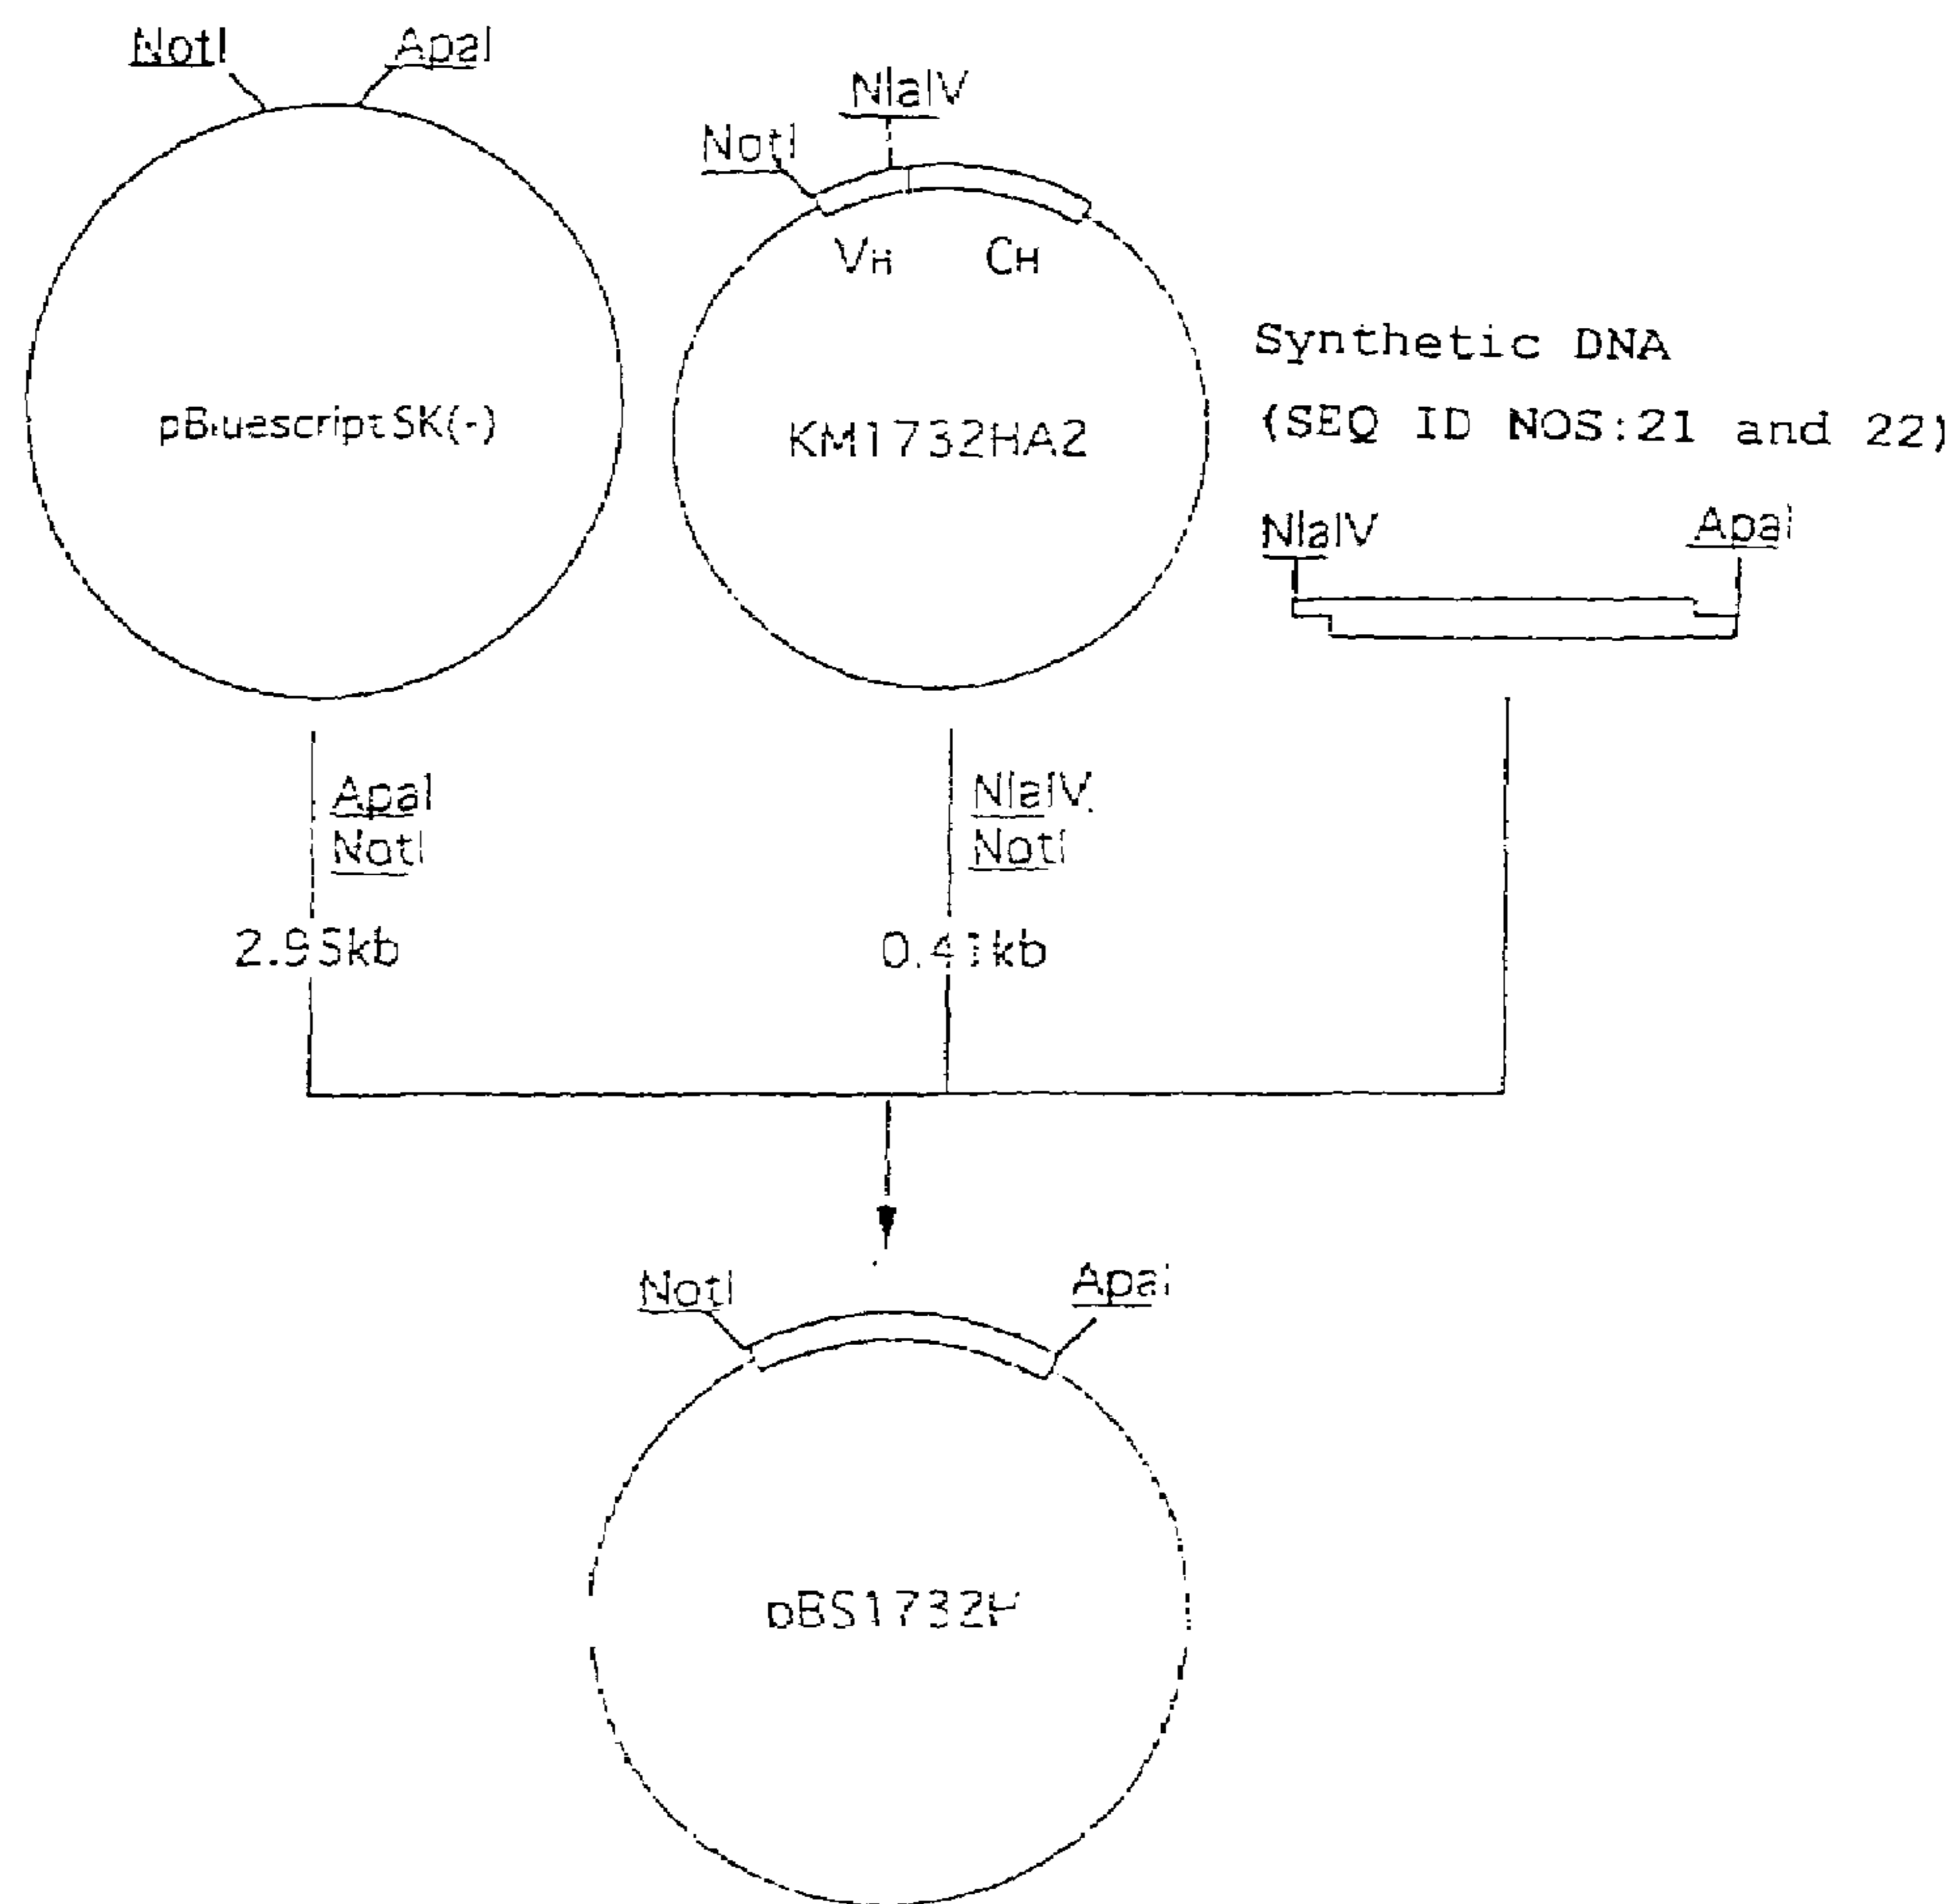 NotI
ApaI
NlaIV
NotI
VH
CH
pBluescriptSK(-)
KM1732HA2
Synthetic DNA
(SEQ ID NOS:21 and 22)
NlaIV
ApaI
ApaI
NotI
NlaIV
NotI
2.95kb
0.41kb
NotI
ApaI
pBS1732H